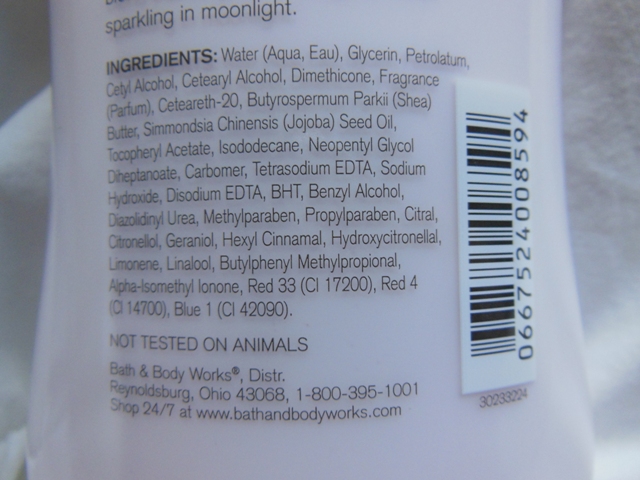 sparkling in moonlight.
INGREDIENTS: Water (Aqua, Eau), Glycerin, Petrolatum,
Cetyl Alcohol, Cetearyl Alcohol, Dimethicone, Fragrance
(Parfum), Ceteareth-20, Butyrospermum Parkii (Shea)
Butter, Simmondsia Chinensis (Jojoba) Seed Oil,
Tocopheryl Acetate, Isododecane, Neopentyl Glycol
Diheptanoate, Carbomer, Tetrasodium EDTA, Sodium
Hydroxide, Disodium EDTA, BHT, Benzyl Alcohol,
Diazolidinyl Urea, Methylparaben, Propylparaben, Citral,
Citronellol, Geraniol, Hexyl Cinnamal, Hydroxycitronellal,
Limonene, Linalool, Butylphenyl Methylpropional,
Alpha-Isomethyl Ionone, Red 33 (CI 17200), Red 4
(CI 14700), Blue 1 (CI 42090).
NOT TESTED ON ANIMALS
Bath & Body Works®, Distr.
Reynoldsburg, Ohio 43068, 1-800-395-1001
Shop 24/7 at www.bathandbodyworks.com
0667524008594
30233224